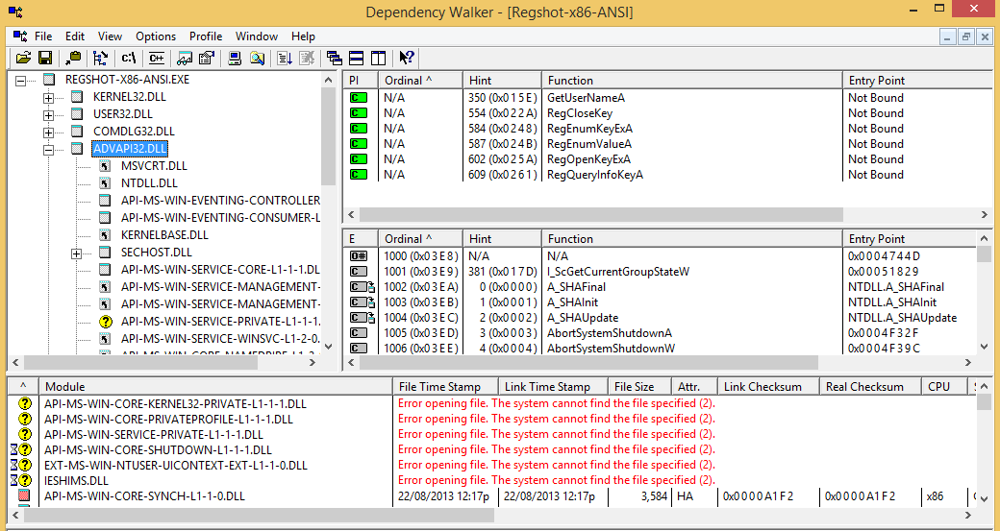 Dependency Walker - [Regshot-x86-ANSI]
File Edit View Options Profile Window Help
c:\ C++
REGSHOT-X86-ANSI.EXE
KERNEL32.DLL
USER32.DLL
COMDLG32.DLL
ADVAPI32.DLL
MSVCRT.DLL
NTDLL.DLL
API-MS-WIN-EVENTING-CONTROLLER
API-MS-WIN-EVENTING-CONSUMER-L
KERNELBASE.DLL
SECHOST.DLL
API-MS-WIN-SERVICE-CORE-L1-1-1.DL
API-MS-WIN-SERVICE-MANAGEMENT-
API-MS-WIN-SERVICE-MANAGEMENT-
API-MS-WIN-SERVICE-PRIVATE-L1-1-1.
API-MS-WIN-SERVICE-WINSVC-L1-2-0.
PI Ordinal ^ Hint Function Entry Point
C N/A 350 (0x015E) GetUserNameA Not Bound
C N/A 554 (0x022A) RegCloseKey Not Bound
C N/A 584 (0x0248) RegEnumKeyExA Not Bound
C N/A 587 (0x024B) RegEnumValueA Not Bound
C N/A 602 (0x025A) RegOpenKeyExA Not Bound
C N/A 609 (0x0261) RegQueryInfoKeyA Not Bound
E Ordinal ^ Hint Function Entry Point
O# 1000 (0x03E8) N/A N/A 0x0004744D
C 1001 (0x03E9) 381 (0x017D) I_ScGetCurrentGroupStateW 0x00051829
C 1002 (0x03EA) 0 (0x0000) A_SHAFinal NTDLL.A_SHAFinal
C 1003 (0x03EB) 1 (0x0001) A_SHAInit NTDLL.A_SHAInit
C 1004 (0x03EC) 2 (0x0002) A_SHAUpdate NTDLL.A_SHAUpdate
C 1005 (0x03ED) 3 (0x0003) AbortSystemShutdownA 0x0004F32F
C 1006 (0x03EE) 4 (0x0004) AbortSystemShutdownW 0x0004F39C
^ Module File Time Stamp Link Time Stamp File Size Attr. Link Checksum Real Checksum CPU
? API-MS-WIN-CORE-KERNEL32-PRIVATE-L1-1-1.DLL Error opening file. The system cannot find the file specified (2).
? API-MS-WIN-CORE-PRIVATEPROFILE-L1-1-1.DLL Error opening file. The system cannot find the file specified (2).
? API-MS-WIN-SERVICE-PRIVATE-L1-1-1.DLL Error opening file. The system cannot find the file specified (2).
? API-MS-WIN-CORE-SHUTDOWN-L1-1-1.DLL Error opening file. The system cannot find the file specified (2).
? EXT-MS-WIN-NTUSER-UICONTEXT-EXT-L1-1-0.DLL Error opening file. The system cannot find the file specified (2).
? IESHIMS.DLL Error opening file. The system cannot find the file specified (2).
API-MS-WIN-CORE-SYNCH-L1-1-0.DLL 22/08/2013 12:17p 22/08/2013 12:17p 3,584 HA 0x0000A1F2 0x0000A1F2 x86